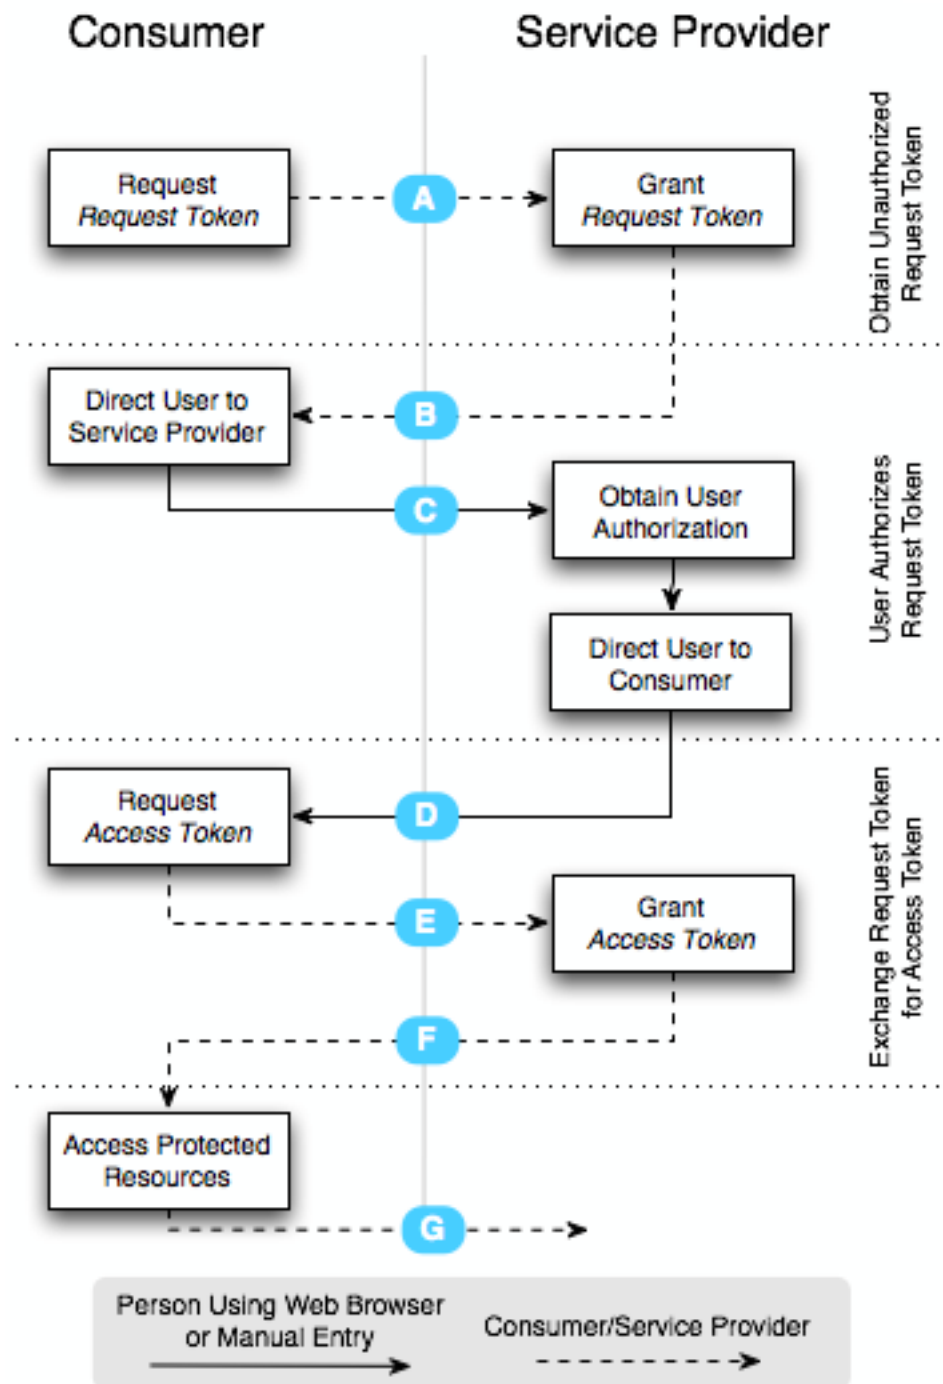 Consumer
Service Provider
Request
Request Token
A
Grant
Request Token
Obtain Unauthorized
Request Token
Direct User to
Service Provider
B
C
Obtain User
Authorization
Direct User to
Consumer
User Authorizes
Request Token
Request
Access Token
D
E
Grant
Access Token
F
Exchange Request Token
for Access Token
Access Protected
Resources
G
Person Using Web Browser
or Manual Entry
Consumer/Service Provider